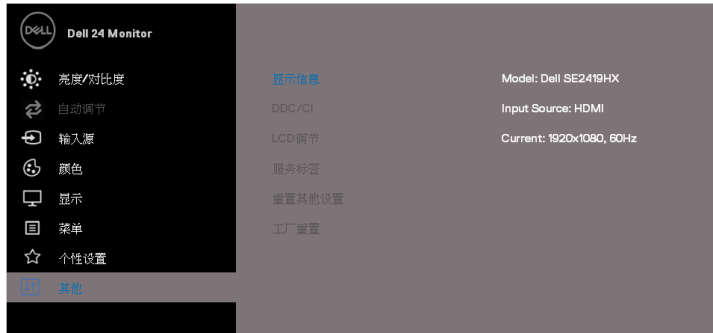 DELL
Dell 24 Monitor
亮度/对比度
自动调节
输入源
颜色
显示
菜单
个性设置
其他
显示信息
DDC/CI
LCD调节
服务标签
重置其他设置
工厂重置
Model: Dell SE2419HX
Input Source: HDMI
Current: 1920x1080, 60Hz